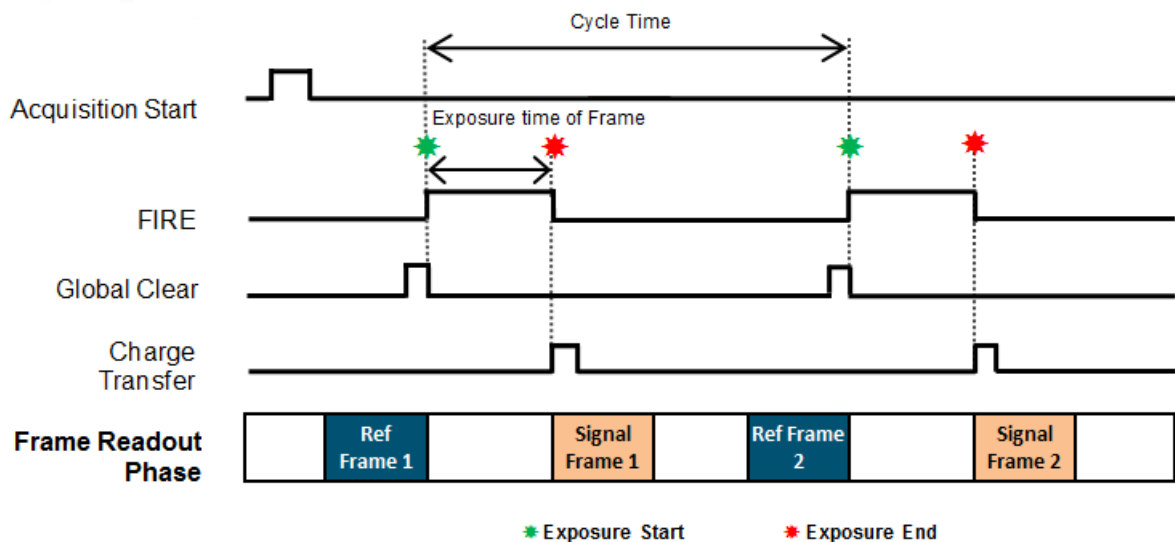 Cycle Time
Acquisition Start
Exposure time of Frame
FIRE
Global Clear
Charge
Transfer
Frame Readout
Phase
Ref
Frame 1
Signal
Frame 1
Ref Frame
2
Signal
Frame 2
Exposure Start
Exposure End